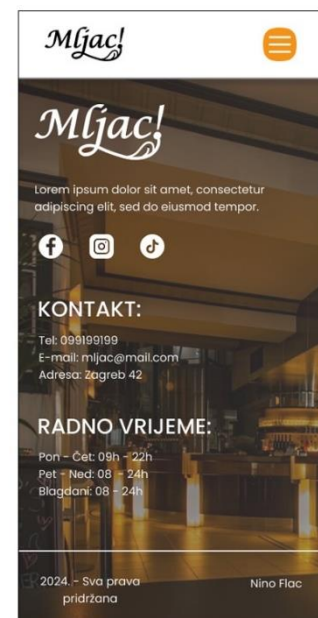 Mljac!
Mljac!
Lorem ipsum dolor sit amet, consectetur
adipiscing elit, sed do eiusmod tempor.
KONTAKT:
Tel: 099199199
E-mail: mljac@mail.com
Adresa: Zagreb 42
RADNO VRIJEME:
Pon - Čet: 09h - 22h
Pet - Ned: 08 - 24h
Blagdani: 08 - 24h
2024. - Sva prava
pridržana
Nino Flac